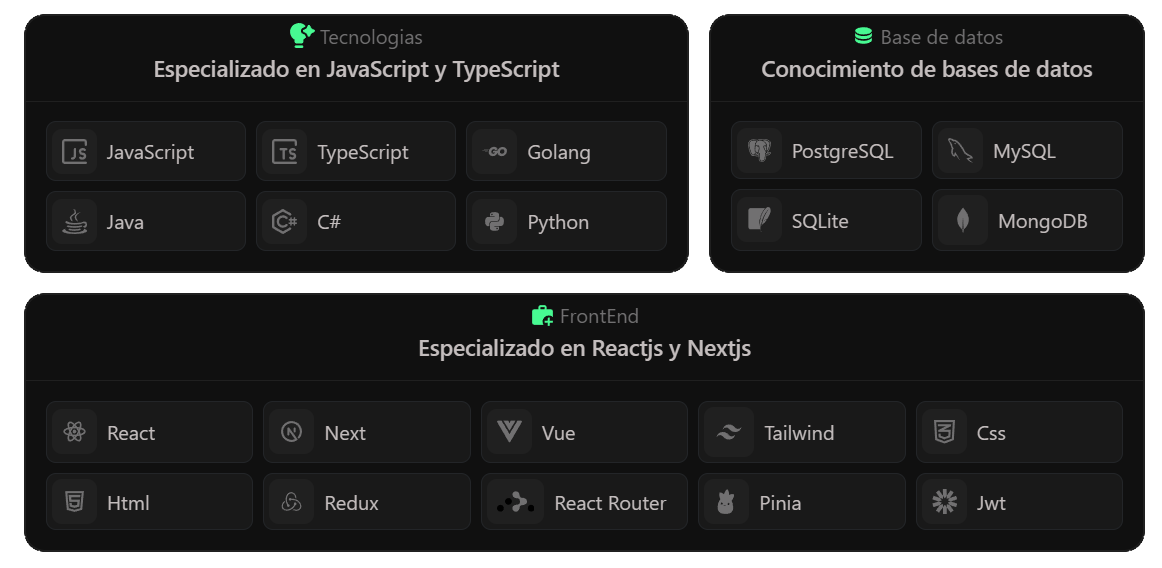 Tecnologias
Especializado en JavaScript y TypeScript
JS JavaScript
TS TypeScript
GO Golang
Java
C# C#
Python
Base de datos
Conocimiento de bases de datos
PostgreSQL
MySQL
SQLite
MongoDB
FrontEnd
Especializado en Reactjs y Nextjs
React
N Next
Vue
Tailwind
3 Css
5 Html
Redux
React Router
Pinia
Jwt